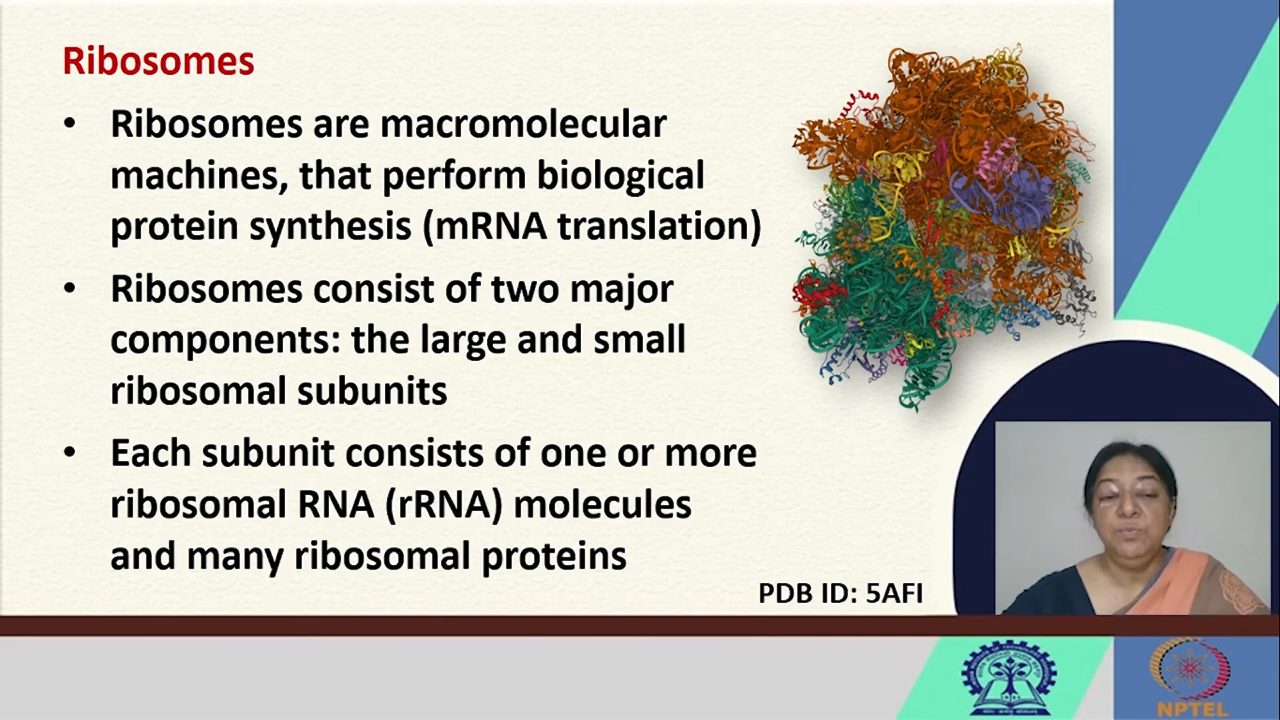 Ribosomes
• Ribosomes are macromolecular
machines, that perform biological
protein synthesis (mRNA translation)
• Ribosomes consist of two major
components: the large and small
ribosomal subunits
• Each subunit consists of one or more
ribosomal RNA (rRNA) molecules
and many ribosomal proteins
PDB ID: 5AFI
NPTEL